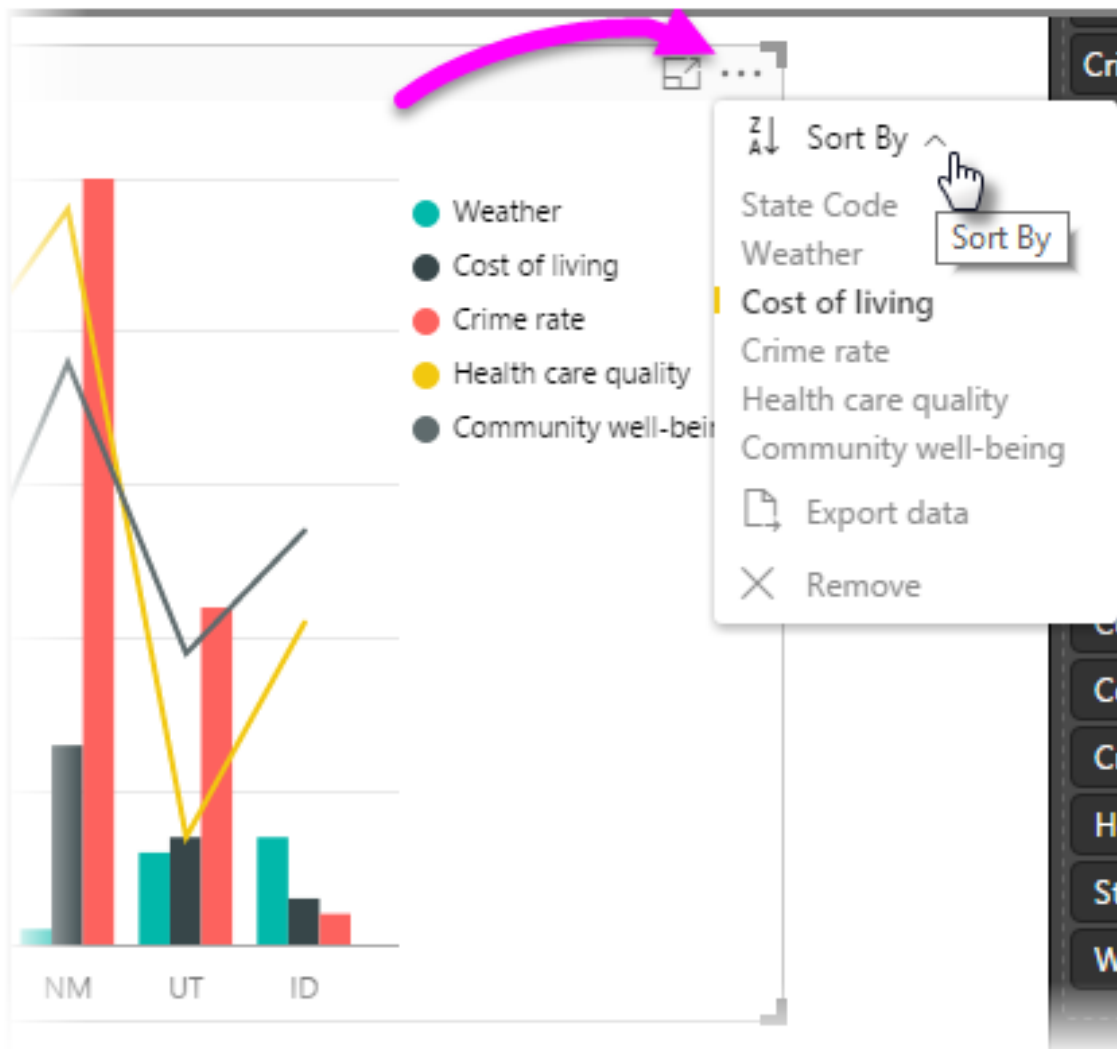 Sort By
State Code
Weather
Sort By
Cost of living
Crime rate
Health care quality
Community well-being
Export data
Remove
Weather
Cost of living
Crime rate
Health care quality
Community
NM UT ID